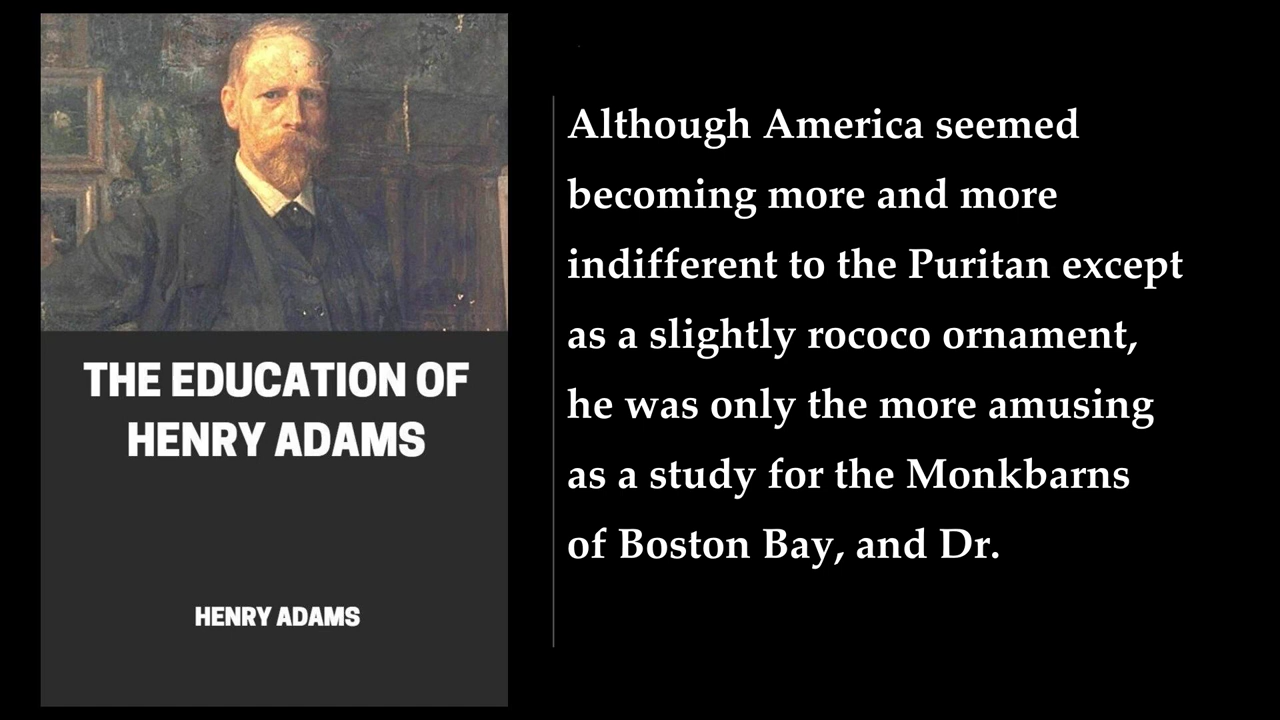 THE EDUCATION OF
HENRY ADAMS
HENRY ADAMS
Although America seemed
becoming more and more
indifferent to the Puritan except
as a slightly rococo ornament,
he was only the more amusing
as a study for the Monkbarns
of Boston Bay, and Dr.